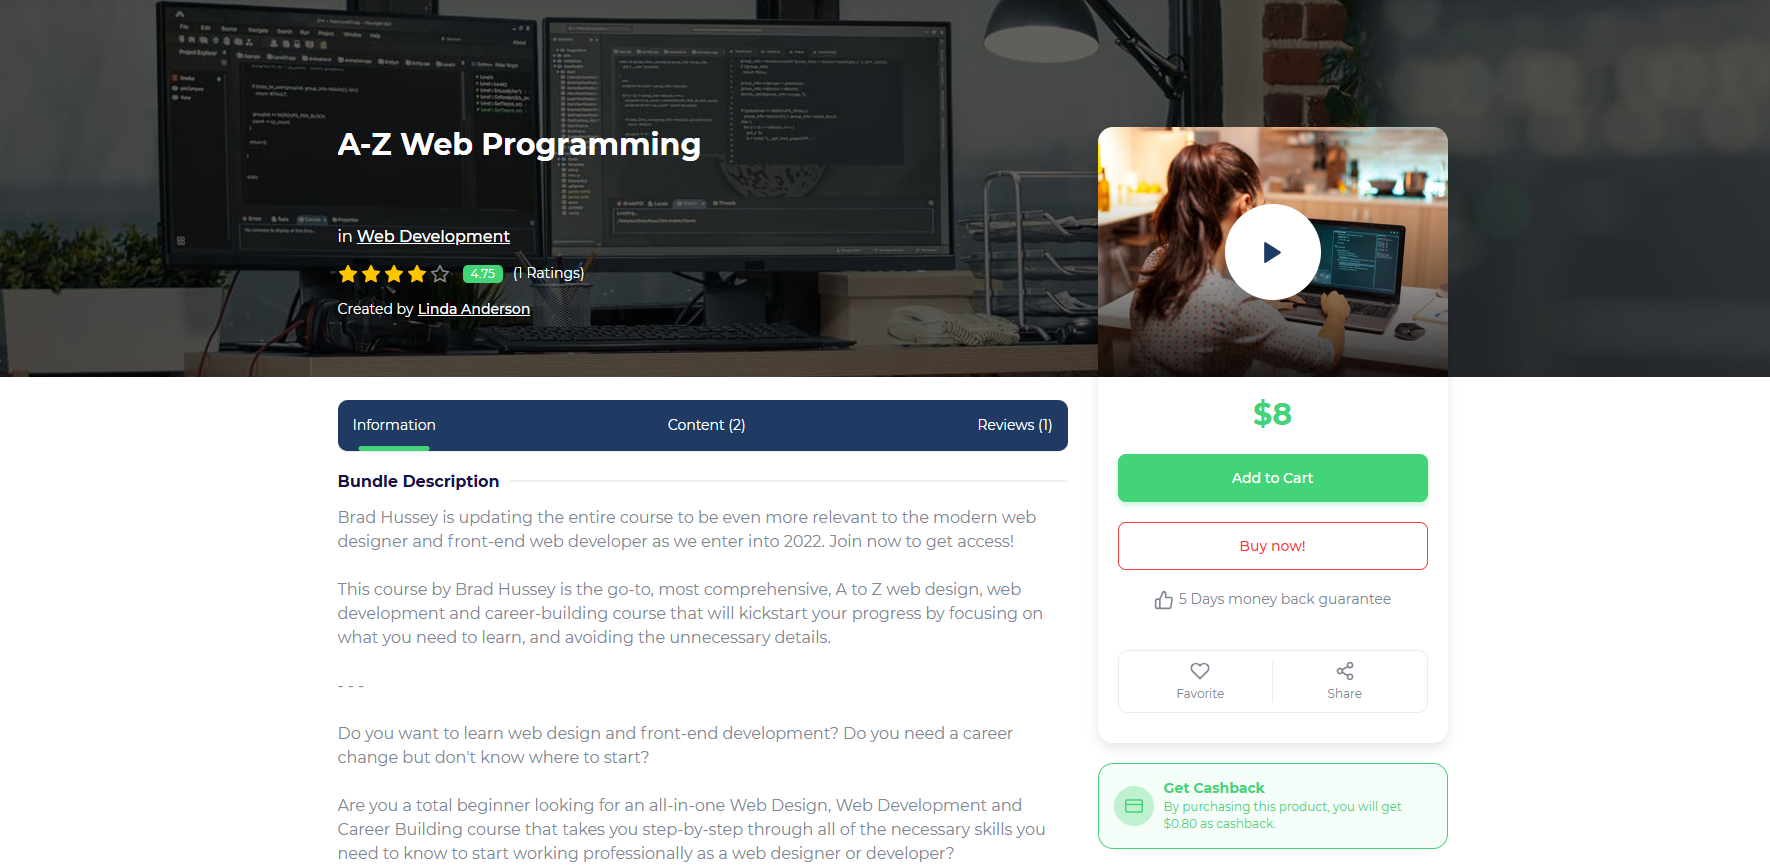 A-Z Web Programming
in Web Development
4.75 (1 Ratings)
Created by Linda Anderson
Information
Content (2)
Reviews (1)
Bundle Description
Brad Hussey is updating the entire course to be even more relevant to the modern web
designer and front-end web developer as we enter into 2022. Join now to get access!
This course by Brad Hussey is the go-to, most comprehensive, A to Z web design, web
development and career-building course that will kickstart your progress by focusing on
what you need to learn, and avoiding the unnecessary details.
- - -
Do you want to learn web design and front-end development? Do you need a career
change but don't know where to start?
Are you a total beginner looking for an all-in-one Web Design, Web Development and
Career Building course that takes you step-by-step through all of the necessary skills you
need to know to start working professionally as a web designer or developer?
$8
Add to Cart
Buy now!
5 Days money back guarantee
Favorite
Share
Get Cashback
By purchasing this product, you will get
$0.80 as cashback.